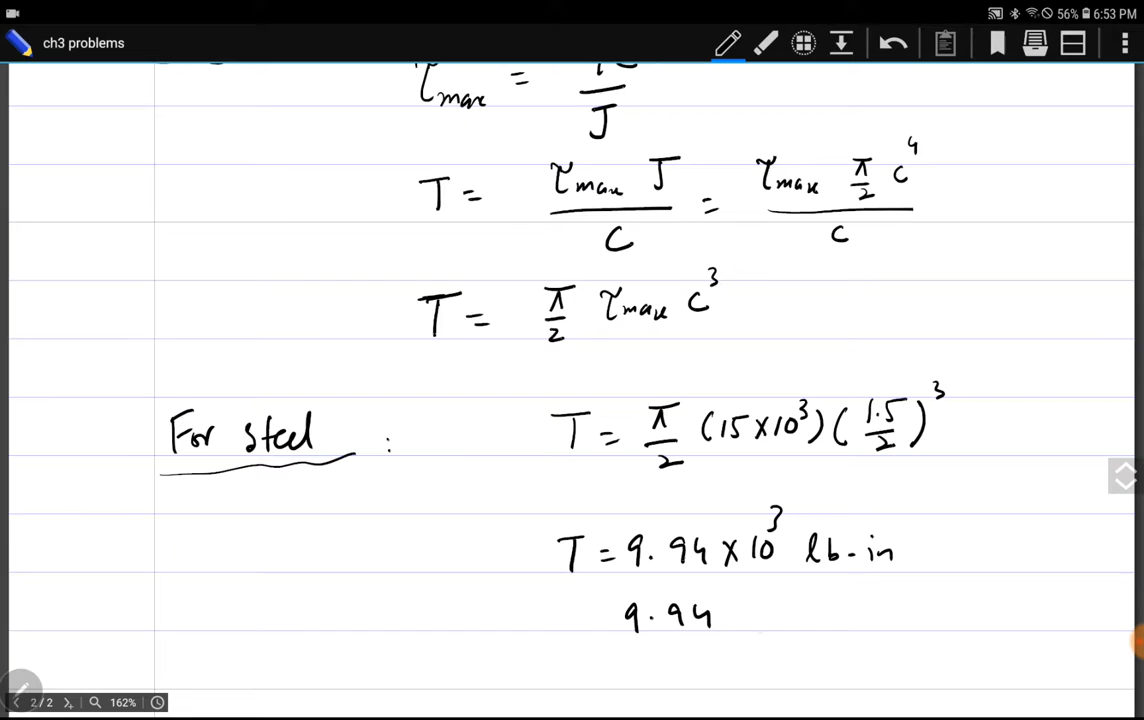 56% 6:53 PM
ch3 problems
τmax = / J
T = τmax J / C = τmax π/2 c⁴ / C
T = π/2 τmax c³
For steel : T = π/2 (15×10³)(1.5/2)³
T = 9.94 × 10³ lb-in
9.94
2 / 2 162%